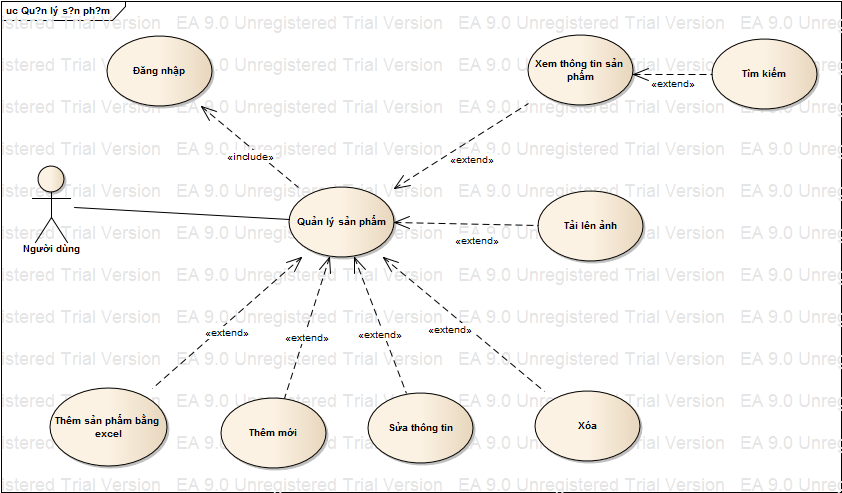 uc Qu?n lý s?n ph?m
EA 9.0 Unregistered Trial Version
Đăng nhập
Xem thông tin sản
phẩm
Tìm kiếm
«extend»
«include»
«extend»
Quản lý sản phẩm
Tải lên ảnh
«extend»
Người dùng
«extend»
«extend»
«extend»
«extend»
Thêm sản phẩm bằng
excel
Thêm mới
Sửa thông tin
Xóa